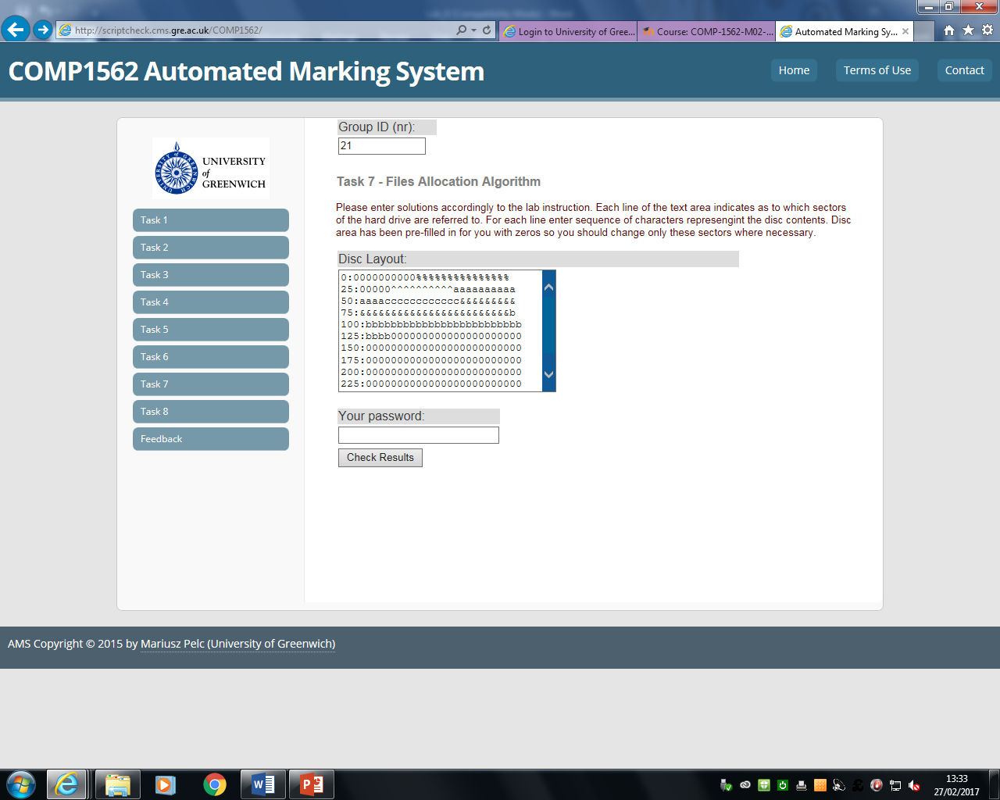 http://scriptcheck.cms.gre.ac.uk/COMP1562/
Login to University of Gree...
Course: COMP-1562-M02-...
Automated Marking Sy...
COMP1562 Automated Marking System
Home
Terms of Use
Contact
UNIVERSITY
of
GREENWICH
Task 1
Task 2
Task 3
Task 4
Task 5
Task 6
Task 7
Task 8
Feedback
Group ID (nr):
21
Task 7 - Files Allocation Algorithm
Please enter solutions accordingly to the lab instruction. Each line of the text area indicates as to which sectors
of the hard drive are referred to. For each line enter sequence of characters represengint the disc contents. Disc
area has been pre-filled in for you with zeros so you should change only these sectors where necessary.
Disc Layout:
0:0000000000%%%%%%%%%%%%%%%
25:00000^^^^^^^^^^aaaaaaaaaa
50:aaaacccccccccccc&&&&&&&&&
75:&&&&&&&&&&&&&&&&&&&&&&&&b
100:bbbbbbbbbbbbbbbbbbbbbbbbb
125:bbbb000000000000000000000
150:0000000000000000000000000
175:0000000000000000000000000
200:0000000000000000000000000
225:0000000000000000000000000
Your password:
Check Results
AMS Copyright © 2015 by Mariusz Pelc (University of Greenwich)
13:33
27/02/2017